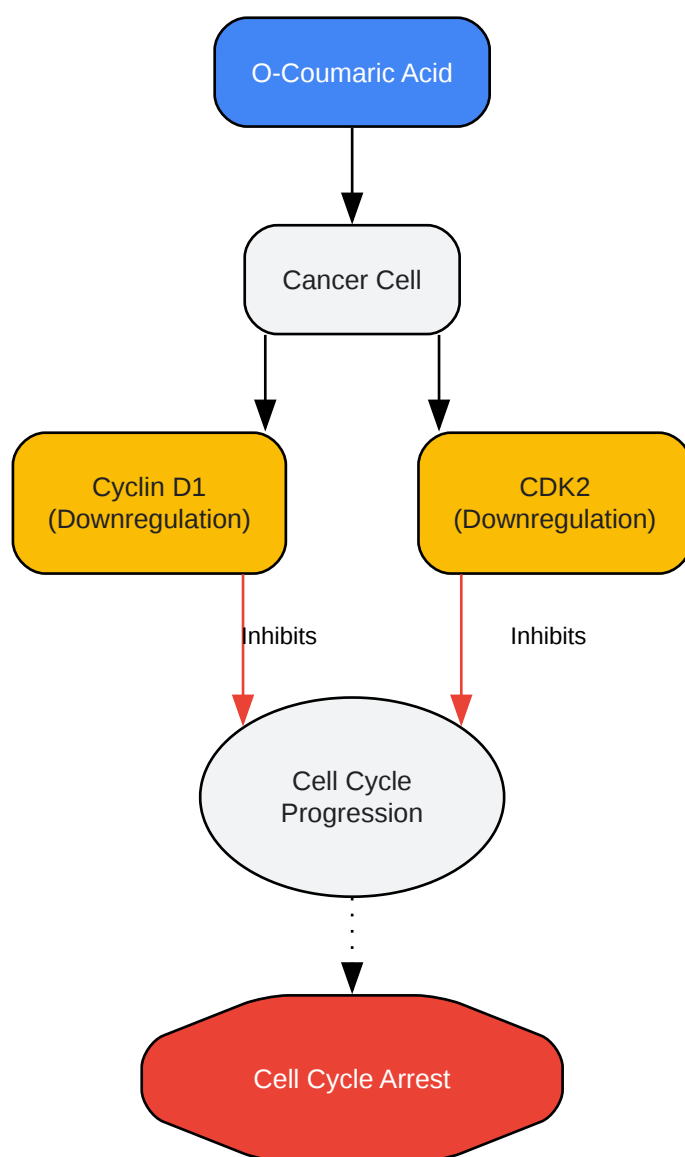 O-Coumaric Acid
Cancer Cell
Cyclin D1
(Downregulation)
CDK2
(Downregulation)
Inhibits
Inhibits
Cell Cycle
Progression
Cell Cycle Arrest